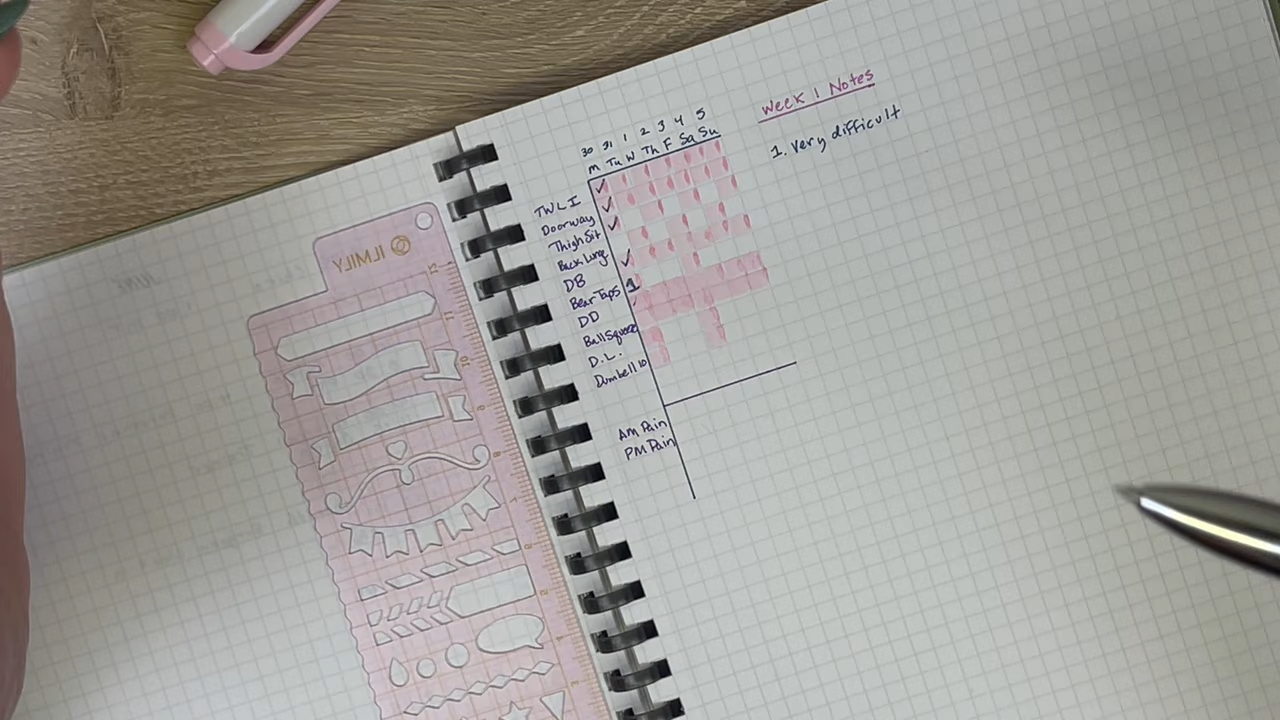 Week 1 Notes
1. very difficult
30 31 1 2 3 4 5
M Tu W Th F Sa Su
TWLI
Doorway
Thigh Sit
Back Lung
DB
Bear Taps 1
DD
Ball Squeeze
D.L.
Dumbell 10
AM Pain
PM Pain
ILMILY